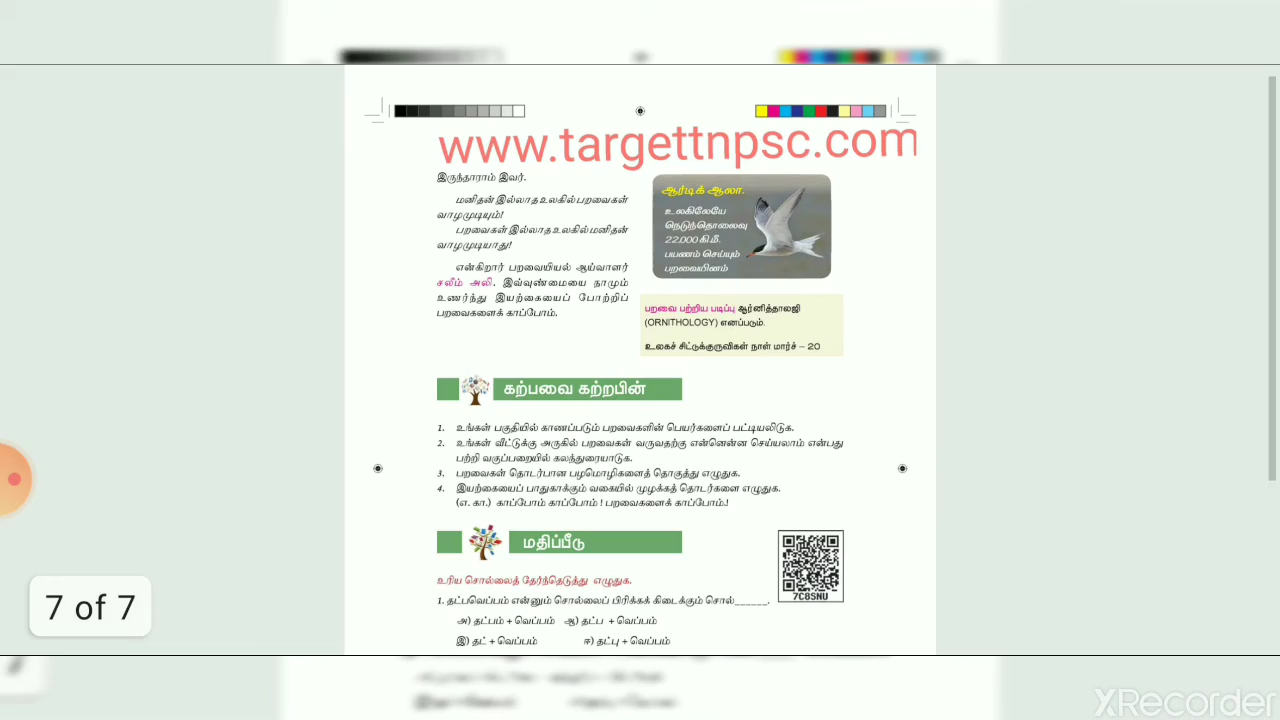 www.targettnpsc.com
இருந்தாராம் இவர்.
மனிதன் இல்லாத உலகில் பறவைகள்
வாழமுடியும்!
பறவைகள் இல்லாத உலகில் மனிதன்
வாழமுடியாது!
என்கிறார் பறவையியல் ஆய்வாளர்
சலீம் அலி. இவ்வுண்மையை நாமும்
உணர்ந்து இயற்கையைப் போற்றிப்
பறவைகளைக் காப்போம்.
ஆர்டிக் ஆலா.
உலகிலேயே
நெடுந்தொலைவு
22,000 கி.மீ.
பயணம் செய்யும்
பறவையினம்
பறவை பற்றிய படிப்பு ஆர்னித்தாலஜி
(ORNITHOLOGY) எனப்படும்.
உலகச் சிட்டுக்குருவிகள் நாள் மார்ச் – 20
கற்பவை கற்றபின்
1. உங்கள் பகுதியில் காணப்படும் பறவைகளின் பெயர்களைப் பட்டியலிடுக.
2. உங்கள் வீட்டுக்கு அருகில் பறவைகள் வருவதற்கு என்னென்ன செய்யலாம் என்பது
பற்றி வகுப்பறையில் கலந்துரையாடுக.
3. பறவைகள் தொடர்பான பழமொழிகளைத் தொகுத்து எழுதுக.
4. இயற்கையைப் பாதுகாக்கும் வகையில் முழக்கத் தொடர்களை எழுதுக.
(எ. கா.) காப்போம் காப்போம் ! பறவைகளைக் காப்போம்.!
மதிப்பீடு
7C8SNU
உரிய சொல்லைத் தேர்ந்தெடுத்து எழுதுக.
1. தட்பவெப்பம் என்னும் சொல்லைப் பிரிக்கக் கிடைக்கும் சொல்______.
அ) தட்பம் + வெப்பம் ஆ) தட்ப + வெப்பம்
இ) தட் + வெப்பம் ஈ) தட்பு + வெப்பம்
7 of 7
XRecorder